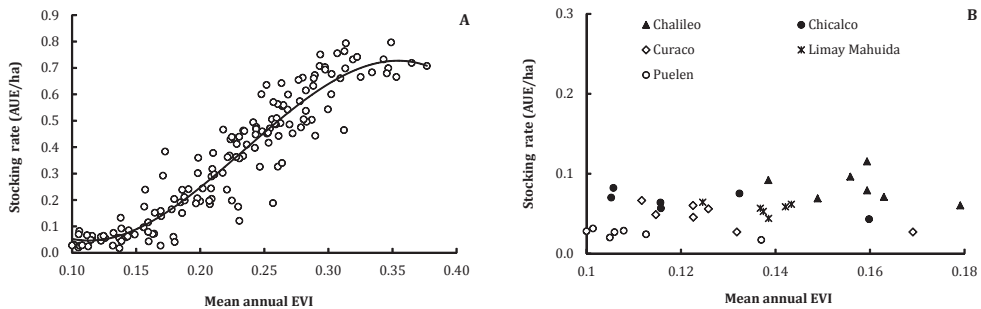 A
0.9
0.8
0.7
0.6
0.5
0.4
0.3
0.2
0.1
0.0
0.10 0.15 0.20 0.25 0.30 0.35 0.40
Stocking rate (AUE/ha)
Mean annual EVI
B
0.3
0.2
0.1
0.0
0.1 0.12 0.14 0.16 0.18
Stocking rate (AUE/ha)
Mean annual EVI
Chalileo Chicalco
Curaco Limay Mahuida
Puelen